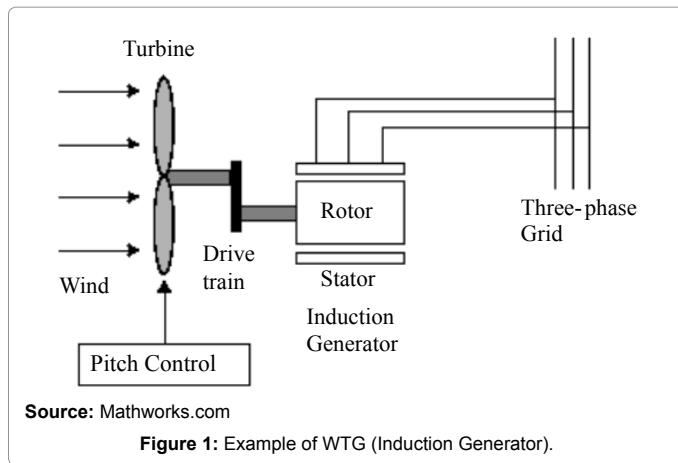 Turbine
Rotor
Three-phase
Grid
Drive
train
Wind
Stator
Induction
Generator
Pitch Control
Source: Mathworks.com
Figure 1: Example of WTG (Induction Generator).